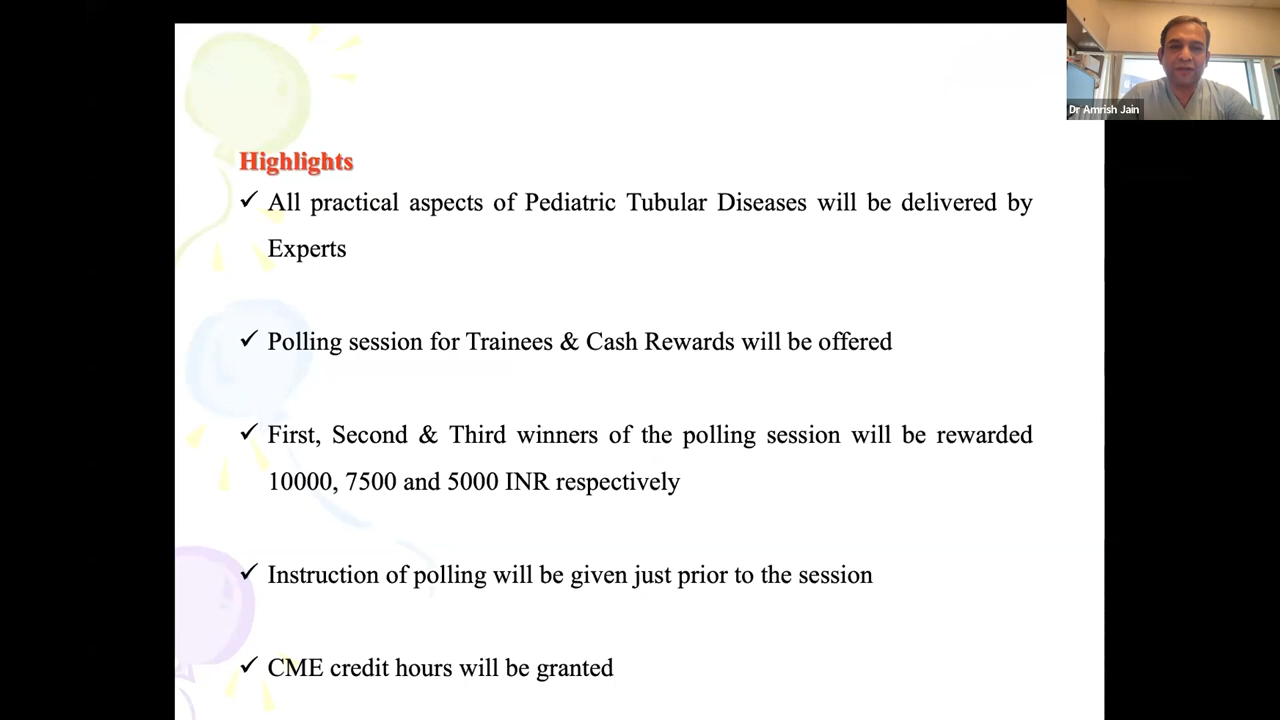 Dr Amrish Jain
Highlights
✓ All practical aspects of Pediatric Tubular Diseases will be delivered by
Experts
✓ Polling session for Trainees & Cash Rewards will be offered
✓ First, Second & Third winners of the polling session will be rewarded
10000, 7500 and 5000 INR respectively
✓ Instruction of polling will be given just prior to the session
✓ CME credit hours will be granted